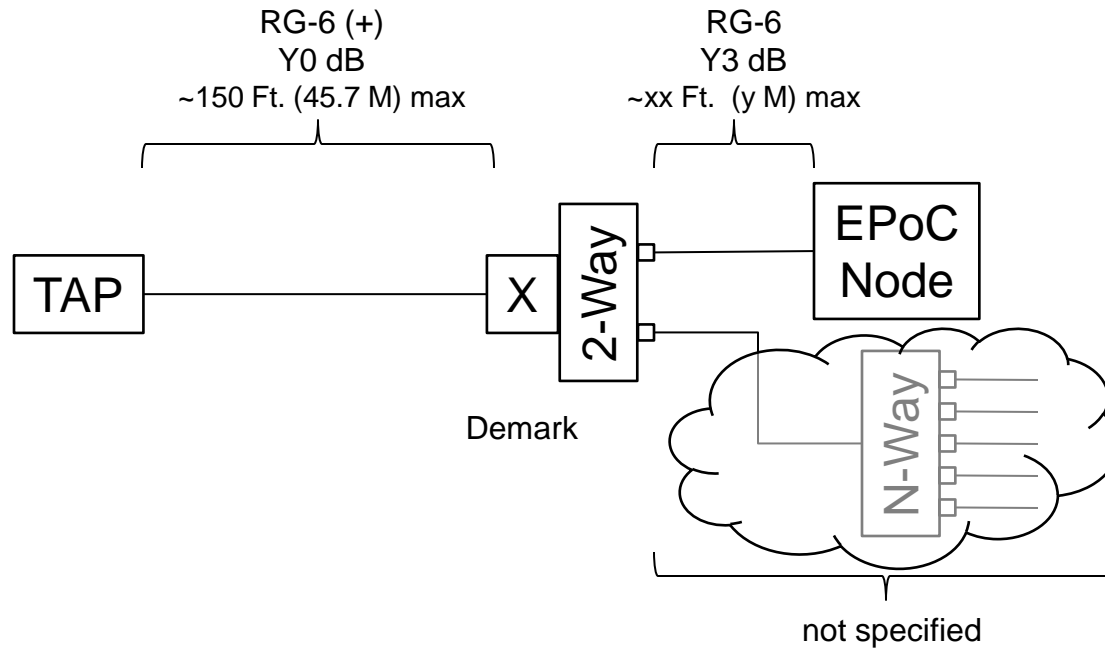 RG-6 (+)
Y0 dB
~150 Ft. (45.7 M) max
RG-6
Y3 dB
~xx Ft.  (y M) max
TAP
X
2-Way
EPoC
Node
Demark
N-Way
not specified